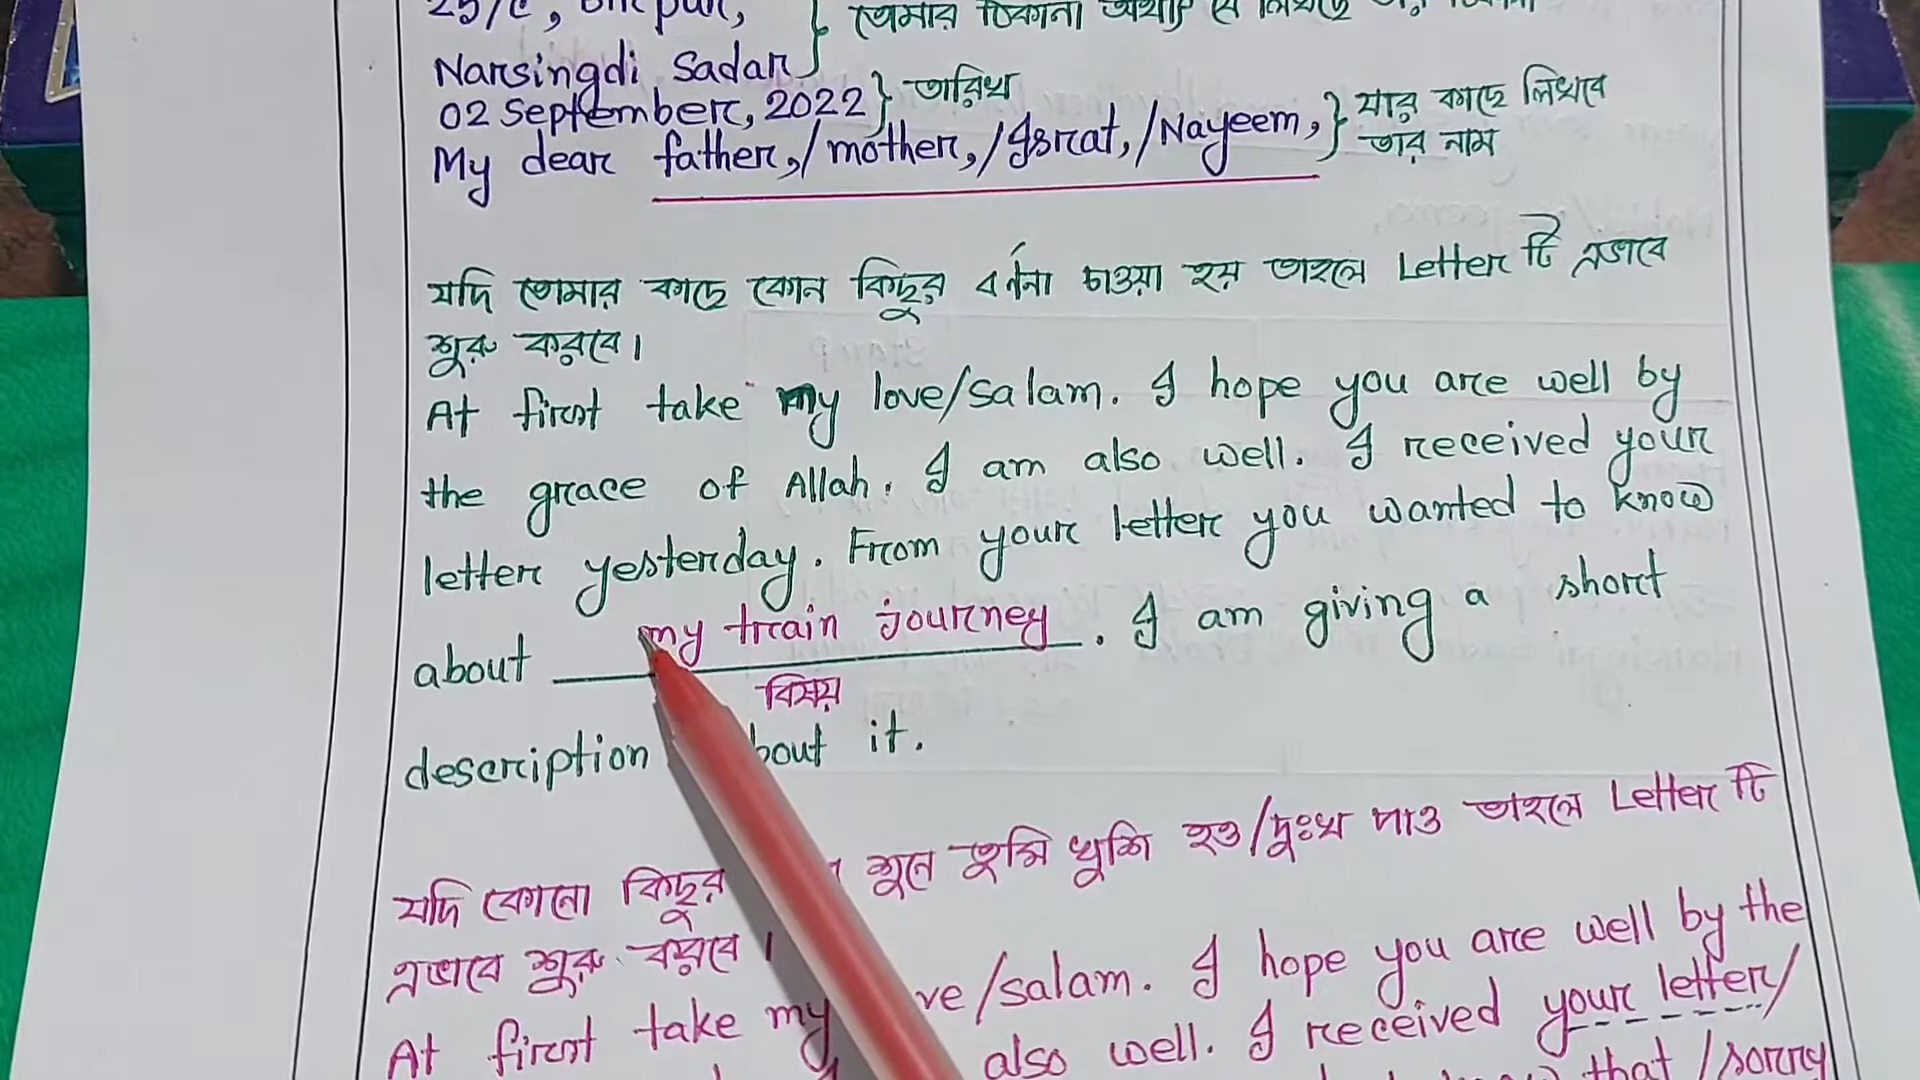 25/C,
তোমার ঠিকানা অর্থাৎ যে লিখছে তার ঠিকানা
Narsingdi Sadar
02 September, 2022} তারিখ
My dear father,/mother,/Israt,/Nayeem,} যার কাছে লিখবে
তার নাম
যদি তোমার কাছে কোন কিছুর বর্ননা চাওয়া হয় তাহলে Letter টি এভাবে
শুরু করবে।
At first take my love/salam. I hope you are well by
the grace of Allah. I am also well. I received your
letter yesterday. From your letter you wanted to know
about my train journey. I am giving a short
বিষয়
description about it.
যদি কোনো কিছুর শুনে তুমি খুশি হও/দুঃখ পাও তাহলে Letter টি
এভাবে শুরু করবে।
At first take my love/salam. I hope you are well by the
also well. I received your letter/
know that /sorry